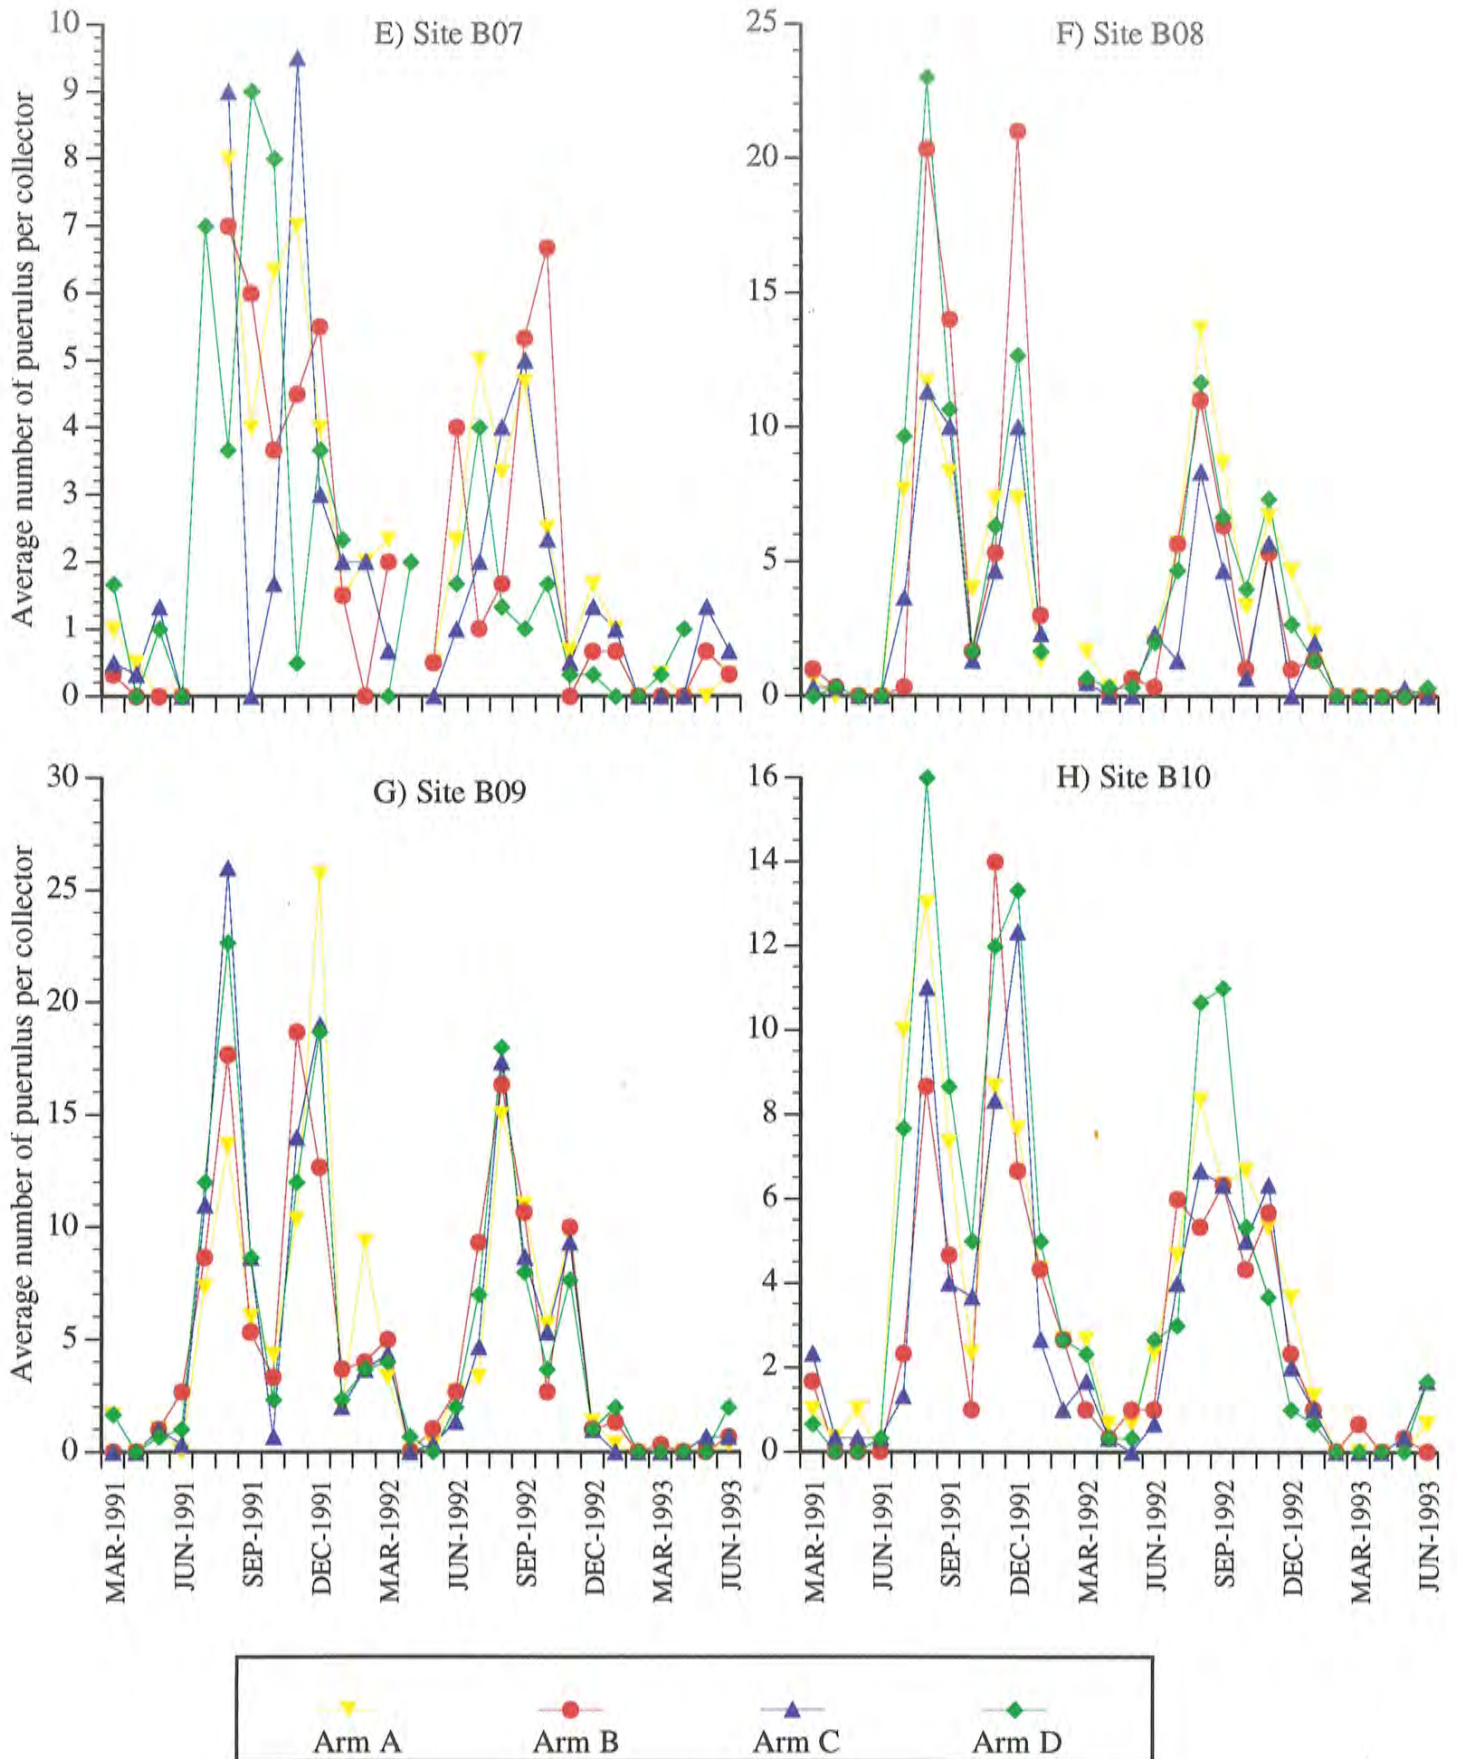 E) Site B07
Average number of puerulus per collector
10
9
8
7
6
5
4
3
2
1
0
F) Site B08
25
20
15
10
5
0
G) Site B09
Average number of puerulus per collector
30
25
20
15
10
5
0
MAR-1991
JUN-1991
SEP-1991
DEC-1991
MAR-1992
JUN-1992
SEP-1992
DEC-1992
MAR-1993
JUN-1993
H) Site B10
16
14
12
10
8
6
4
2
0
MAR-1991
JUN-1991
SEP-1991
DEC-1991
MAR-1992
JUN-1992
SEP-1992
DEC-1992
MAR-1993
JUN-1993
Arm A Arm B Arm C Arm D